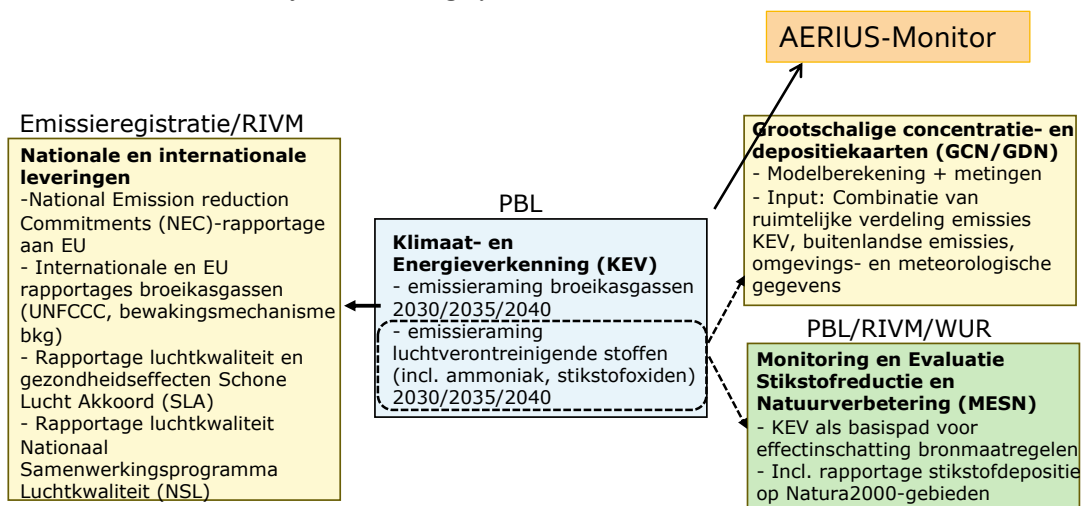 AERIUS-Monitor
Emissieregistratie/RIVM
Nationale en internationale
leveringen
-National Emission reduction
Commitments (NEC)-rapportage
aan EU
- Internationale en EU
rapportages broeikasgassen
(UNFCCC, bewakingsmechanisme
bkg)
- Rapportage luchtkwaliteit en
gezondheidseffecten Schone
Lucht Akkoord (SLA)
- Rapportage luchtkwaliteit
Nationaal
Samenwerkingsprogramma
Luchtkwaliteit (NSL)
PBL
Klimaat- en
Energieverkenning (KEV)
- emissieraming broeikasgassen
2030/2035/2040
- emissieraming
luchtverontreinigende stoffen
(incl. ammoniak, stikstofoxiden)
2030/2035/2040
Grootschalige concentratie- en
depositiekaarten (GCN/GDN)
- Modelberekening + metingen
- Input: Combinatie van
ruimtelijke verdeling emissies
KEV, buitenlandse emissies,
omgevings- en meteorologische
gegevens
PBL/RIVM/WUR
Monitoring en Evaluatie
Stikstofreductie en
Natuurverbetering (MESN)
- KEV als basispad voor
effectinschatting bronmaatregelen
- Incl. rapportage stikstofdepositie
op Natura2000-gebieden